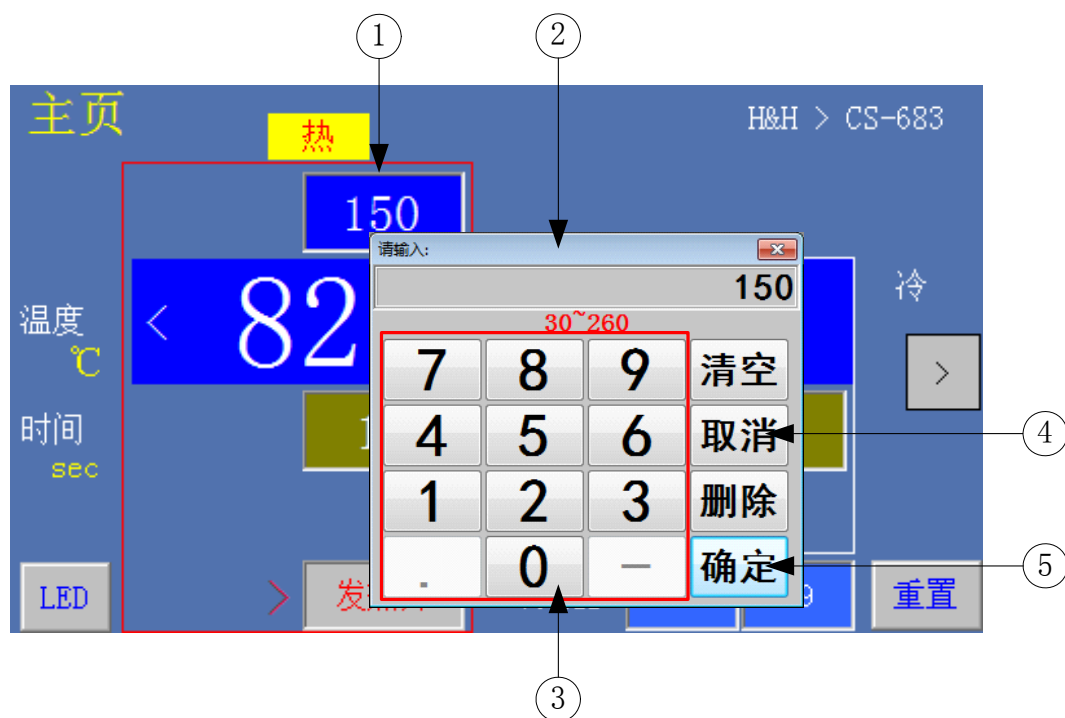 ① ②
主页
H&H > CS-683
热
150
请输入:
150
30~260
< 82
冷
温度
℃
>
7 8 9 清空
时间
4 5 6 取消
④
sec
1 2 3 删除
. 0 - 确定
⑤
LED
>
重置
③